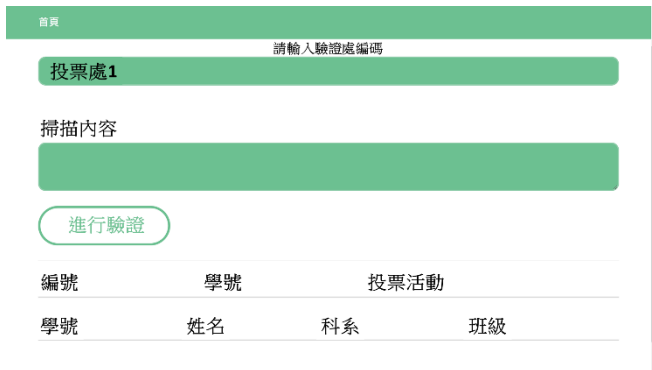 首頁
請輸入驗證處編碼
投票處1
掃描內容
進行驗證
編號 學號 投票活動
學號 姓名 科系 班級